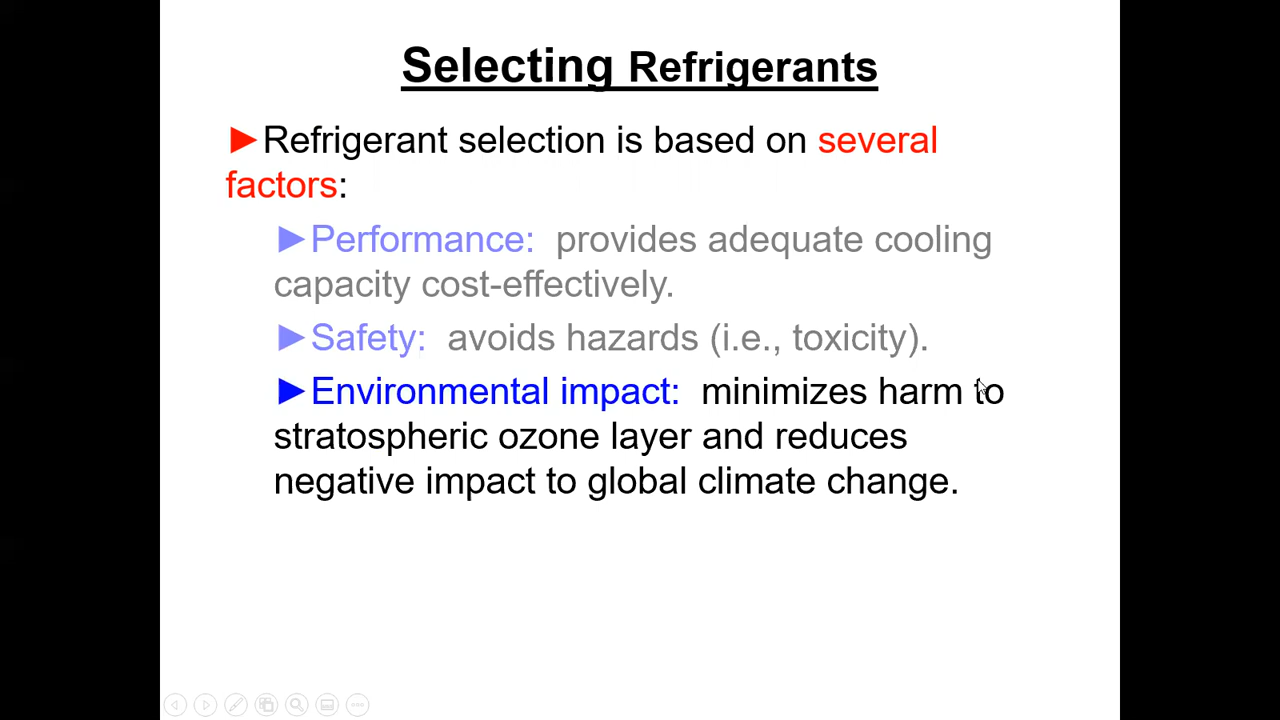 Selecting Refrigerants
►Refrigerant selection is based on several
factors:
►Performance: provides adequate cooling
capacity cost-effectively.
►Safety: avoids hazards (i.e., toxicity).
►Environmental impact: minimizes harm to
stratospheric ozone layer and reduces
negative impact to global climate change.